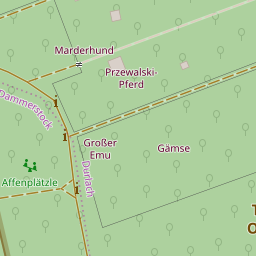 Marderhund
Przewalski-
Pferd
Dammerstock
Großer
Emu
Gämse
Affenplätzle
Durlach
T
O